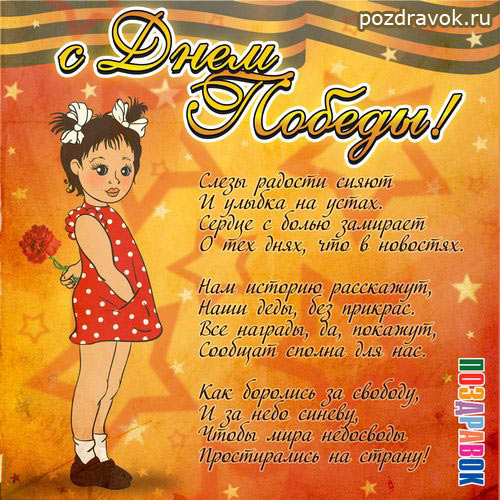 pozdravok.ru
с Днем
Победы!
Слезы радости сияют
И улыбка на устах.
Сердце с болью замирает
О тех днях, что в новостях.
Нам историю расскажут,
Наши деды, без прикрас.
Все награды, да, покажут,
Сообщат сполна для нас.
Как боролись за свободу,
И за небо синеву,
Чтобы мира небосводы
Простирались на страну!
ПОЗДРАВОК